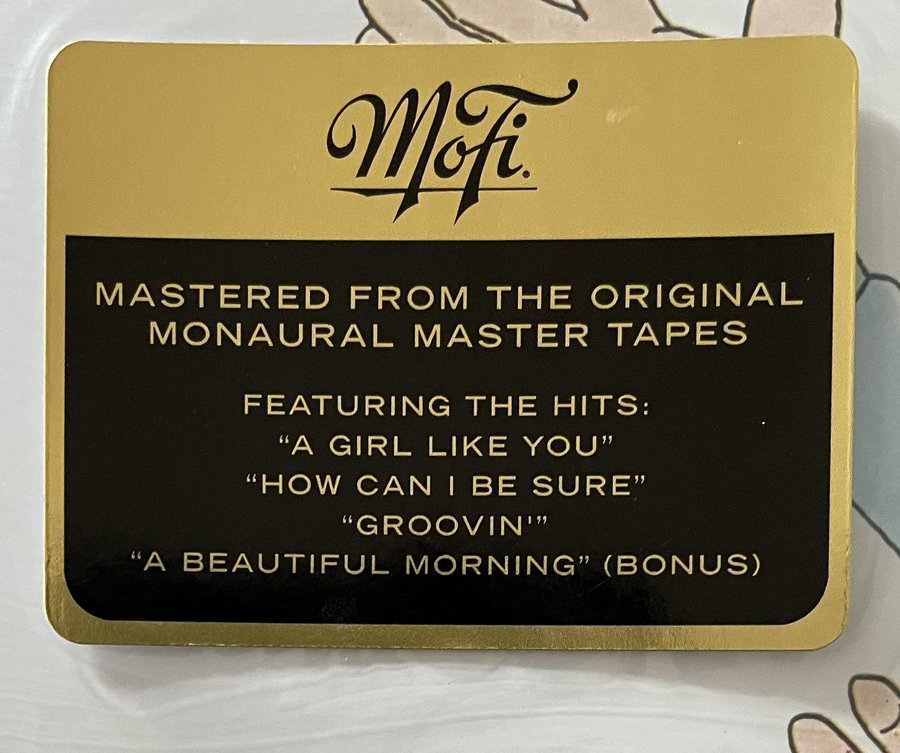 MoFi.
MASTERED FROM THE ORIGINAL
MONAURAL MASTER TAPES
FEATURING THE HITS:
“A GIRL LIKE YOU”
“HOW CAN I BE SURE”
“GROOVIN'”
“A BEAUTIFUL MORNING” (BONUS)